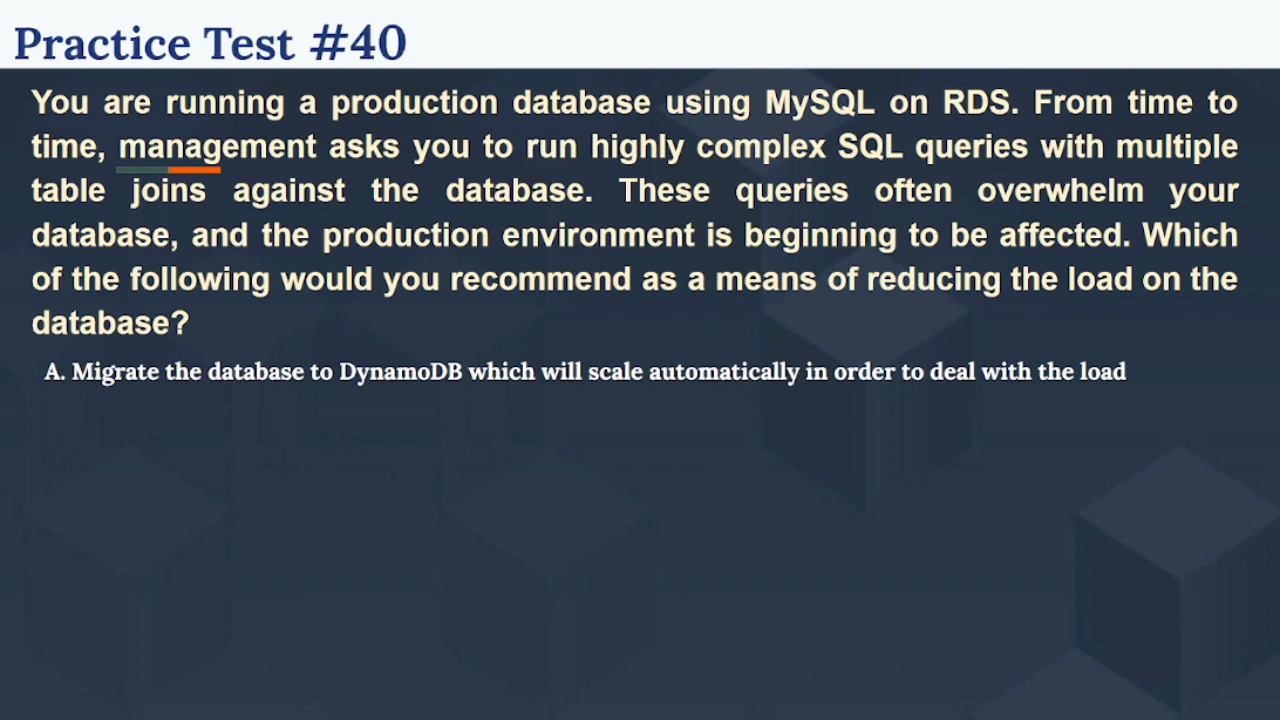 Practice Test #40
You are running a production database using MySQL on RDS. From time to
time, management asks you to run highly complex SQL queries with multiple
table joins against the database. These queries often overwhelm your
database, and the production environment is beginning to be affected. Which
of the following would you recommend as a means of reducing the load on the
database?
A. Migrate the database to DynamoDB which will scale automatically in order to deal with the load